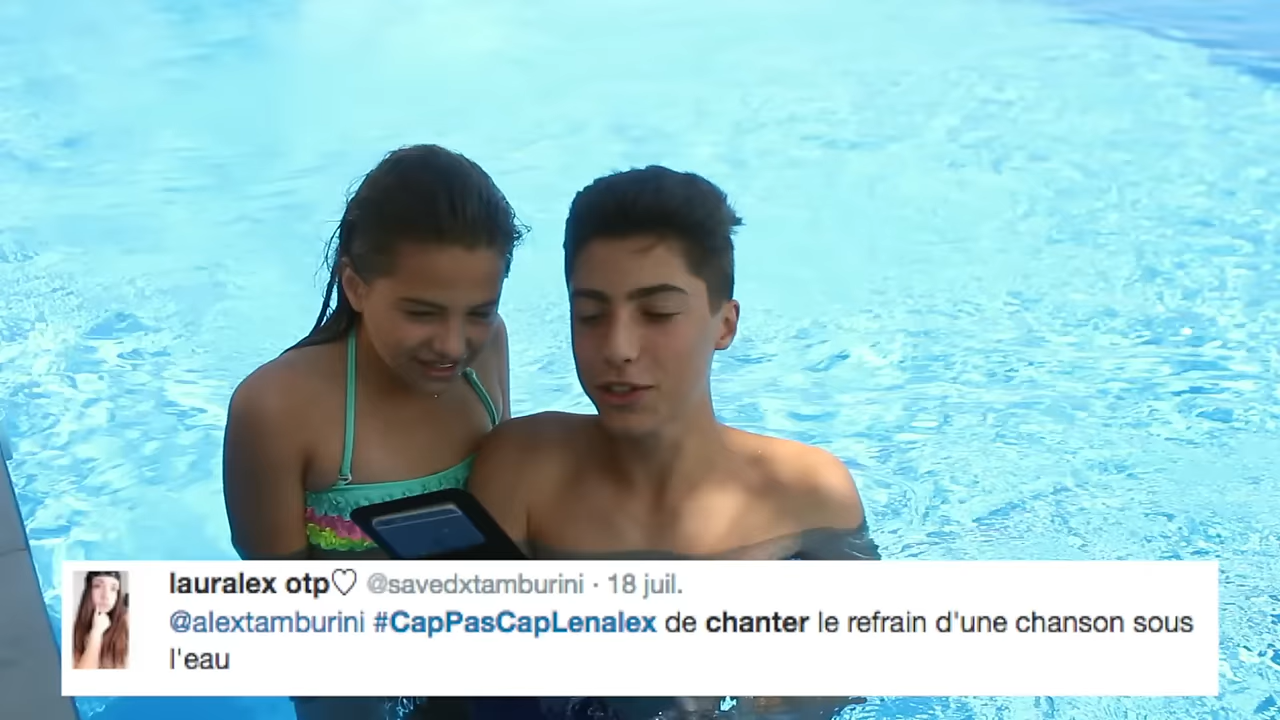 lauralex otp♡ @savedxtamburini · 18 juil.
@alextamburini #CapPasCapLenalex de chanter le refrain d'une chanson sous
l'eau